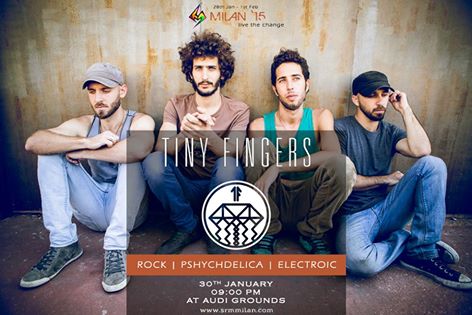 28th Jan - 1st Feb
MILAN '15
live the change
TINY FINGERS
ROCK | PSHYCHDELICA | ELECTROIC
30TH JANUARY
09:00 PM
AT AUDI GROUNDS
www.srmmilan.com